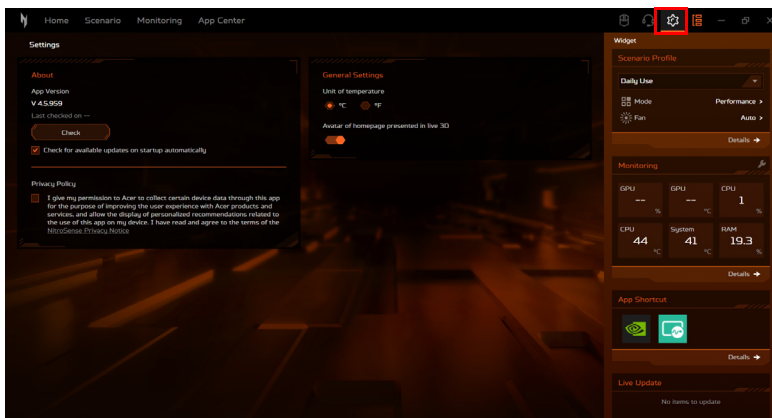 Home Scenario Monitoring App Center
Settings
About
App Version
V 4.5.959
Last checked on --
Check
Check for available updates on startup automatically
Privacy Policy
I give my permission to Acer to collect certain device data through this app
for the purpose of improving the user experience with Acer products and
services, and allow the display of personalized recommendations related to
the use of this app on my device. I have read and agree to the terms of the
NitroSense Privacy Notice
General Settings
Unit of temperature
°C °F
Avatar of homepage presented in live 3D
Widget
Scenario Profile
Daily Use
Mode Performance >
Fan Auto >
Details →
Monitoring
GPU GPU CPU
-- -- 1
% °C %
CPU System RAM
44 41 19.3
°C °C %
Details →
App Shortcut
Details →
Live Update
No items to update